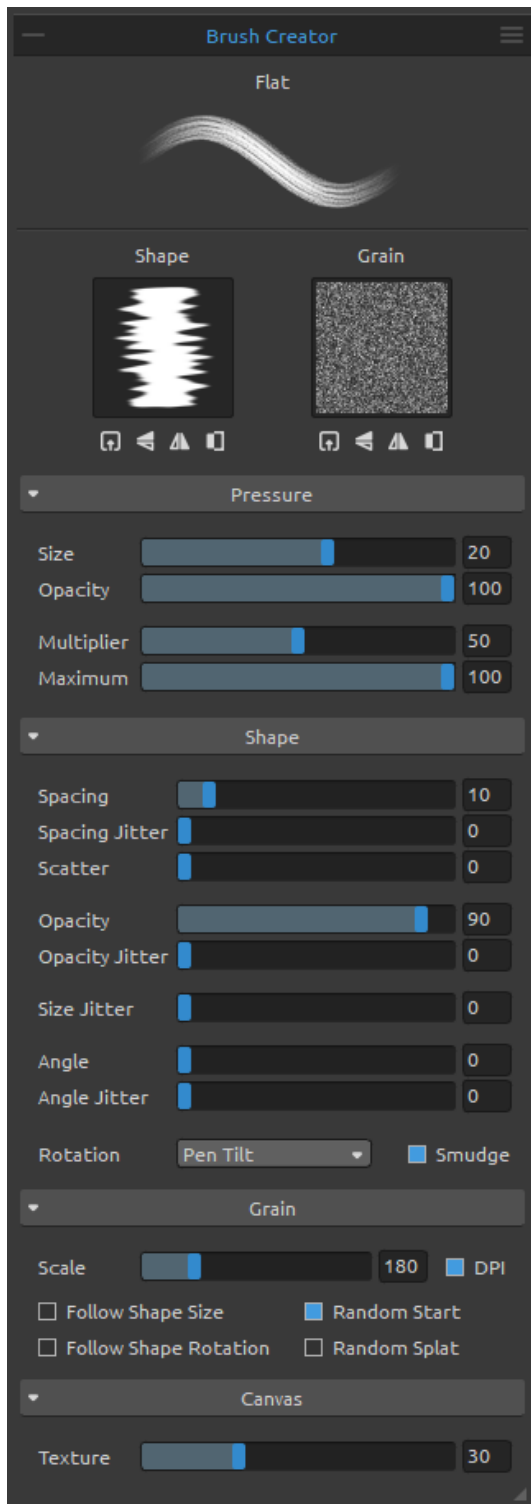 Brush Creator
Flat
Shape Grain
Pressure
Size 20
Opacity 100
Multiplier 50
Maximum 100
Shape
Spacing 10
Spacing Jitter 0
Scatter 0
Opacity 90
Opacity Jitter 0
Size Jitter 0
Angle 0
Angle Jitter 0
Rotation Pen Tilt Smudge
Grain
Scale 180 DPI
Follow Shape Size Random Start
Follow Shape Rotation Random Splat
Canvas
Texture 30